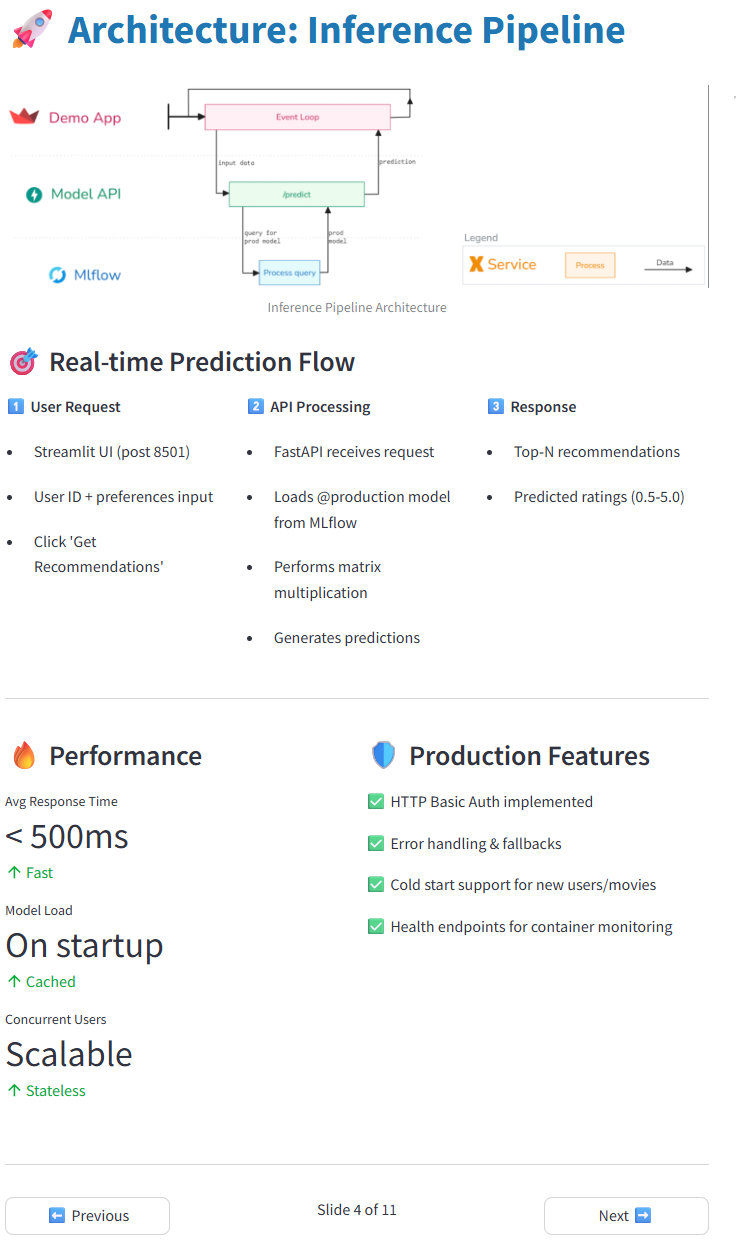 🚀 Architecture: Inference Pipeline
Demo App
Event Loop
input data
prediction
Model API
/predict
query for
prod model
prod
model
Mlflow
Process query
Legend
Service
Process
Data
Inference Pipeline Architecture
🎯 Real-time Prediction Flow
1️⃣ User Request
• Streamlit UI (post 8501)
• User ID + preferences input
• Click 'Get
Recommendations'
2️⃣ API Processing
• FastAPI receives request
• Loads @production model
from MLflow
• Performs matrix
multiplication
• Generates predictions
3️⃣ Response
• Top-N recommendations
• Predicted ratings (0.5-5.0)
🔥 Performance
Avg Response Time
< 500ms
↑ Fast
Model Load
On startup
↑ Cached
Concurrent Users
Scalable
↑ Stateless
🛡️ Production Features
✅ HTTP Basic Auth implemented
✅ Error handling & fallbacks
✅ Cold start support for new users/movies
✅ Health endpoints for container monitoring
⬅️ Previous
Slide 4 of 11
Next ➡️